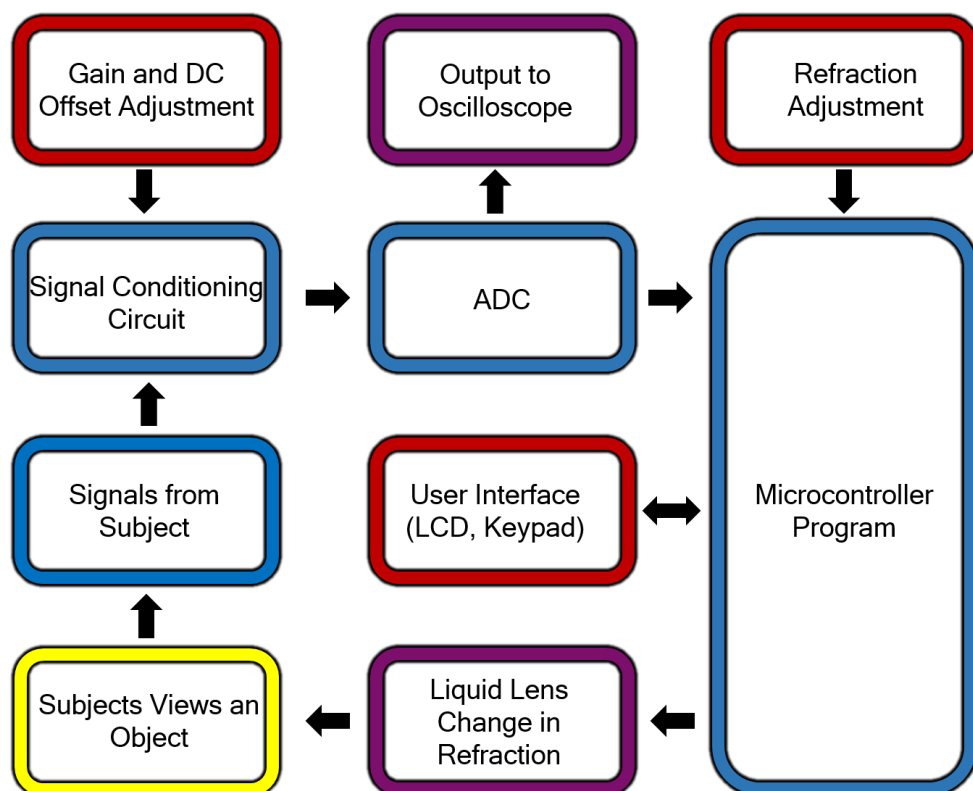 Gain and DC
Offset Adjustment
Output to
Oscilloscope
Refraction
Adjustment
Signal Conditioning
Circuit
ADC
Signals from
Subject
User Interface
(LCD, Keypad)
Microcontroller
Program
Subjects Views an
Object
Liquid Lens
Change in
Refraction